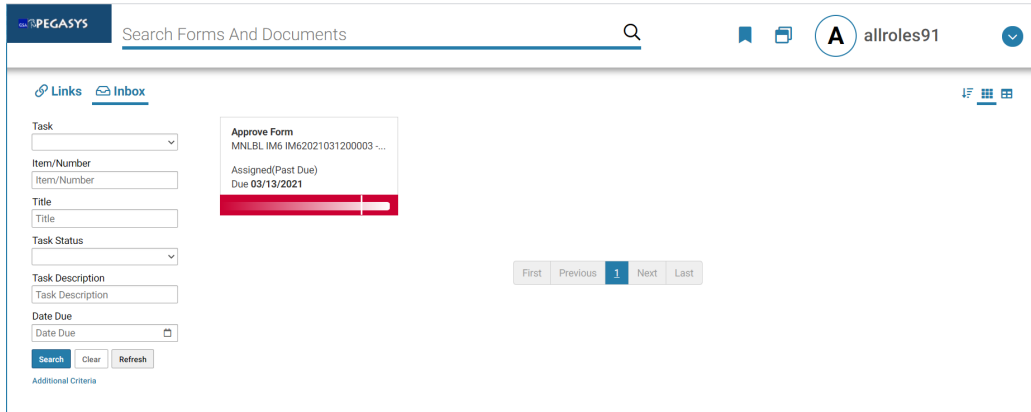 GSA PEGASYS
Search Forms And Documents
A allroles91
Links Inbox
Task
Item/Number
Item/Number
Title
Title
Task Status
Task Description
Task Description
Date Due
Date Due
Search Clear Refresh
Additional Criteria
Approve Form
MNLBL IM6 IM62021031200003 -...
Assigned(Past Due)
Due 03/13/2021
First Previous 1 Next Last